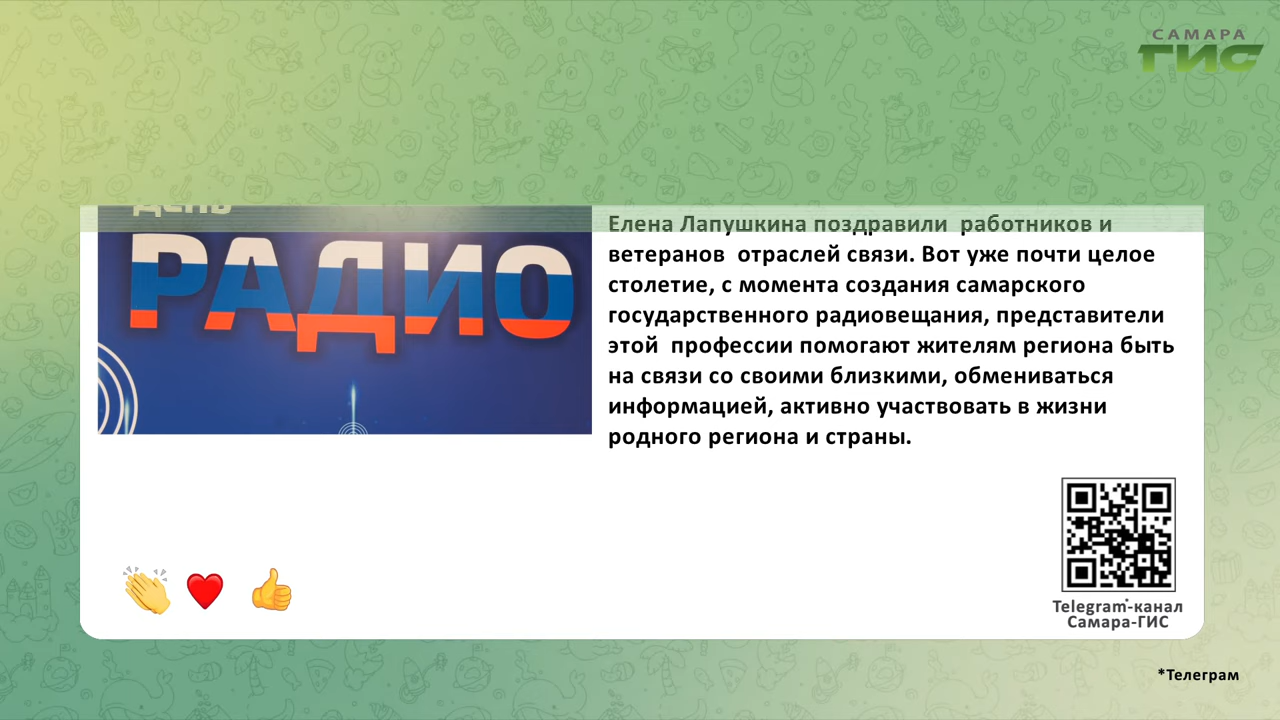 САМАРА
ГИС
ДЕНЬ
РАДИО
Елена Лапушкина поздравили работников и
ветеранов отраслей связи. Вот уже почти целое
столетие, с момента создания самарского
государственного радиовещания, представители
этой профессии помогают жителям региона быть
на связи со своими близкими, обмениваться
информацией, активно участвовать в жизни
родного региона и страны.
Telegram*-канал
Самара-ГИС
*Телеграм